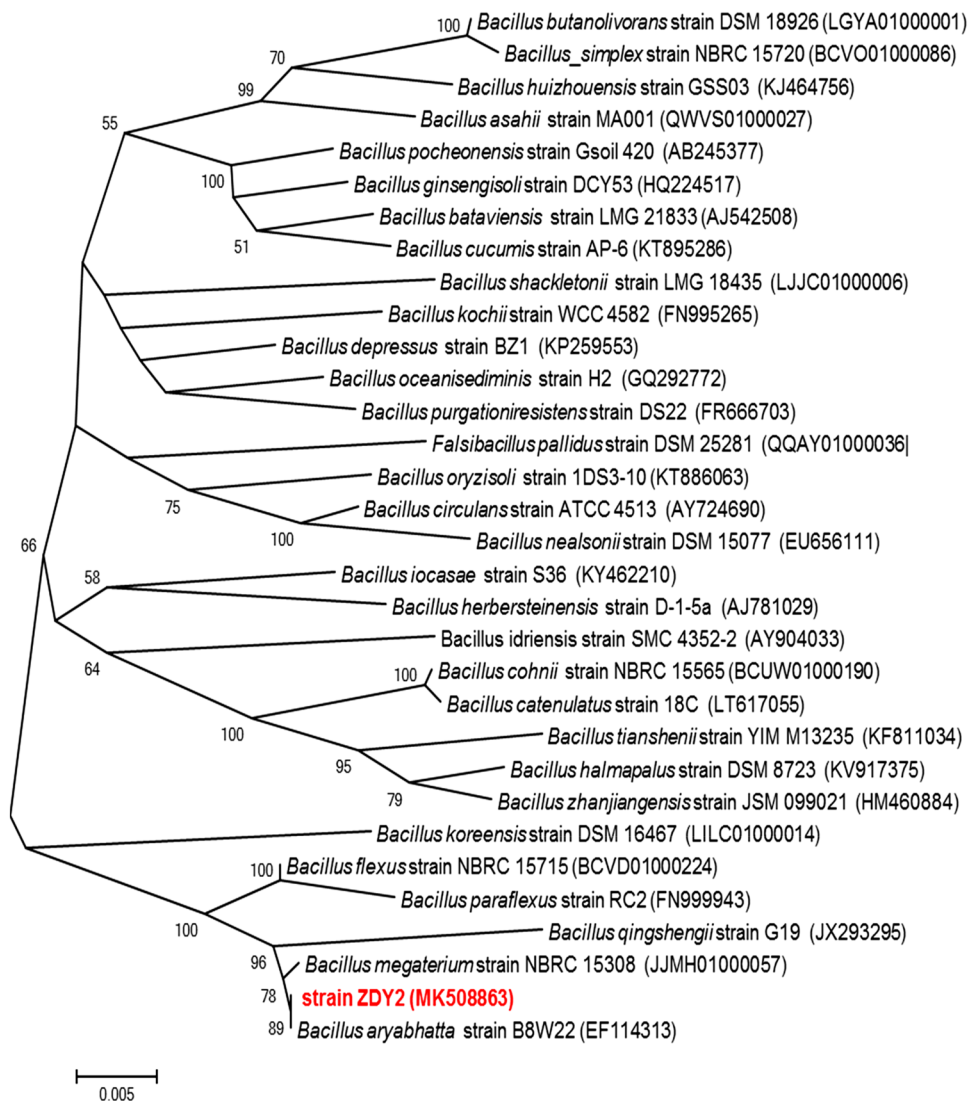 100 Bacillus butanolivorans strain DSM 18926 (LGYA01000001)
Bacillus_simplex strain NBRC 15720 (BCVO01000086)
70
Bacillus huizhouensis strain GSS03 (KJ464756)
99
Bacillus asahii strain MA001 (QWVS01000027)
55
Bacillus pocheonensis strain Gsoil 420 (AB245377)
100
Bacillus ginsengisoli strain DCY53 (HQ224517)
Bacillus bataviensis strain LMG 21833 (AJ542508)
51
Bacillus cucumis strain AP-6 (KT895286)
Bacillus shackletonii strain LMG 18435 (LJJC01000006)
Bacillus kochii strain WCC 4582 (FN995265)
Bacillus depressus strain BZ1 (KP259553)
Bacillus oceanisediminis strain H2 (GQ292772)
Bacillus purgationiresistens strain DS22 (FR666703)
Falsibacillus pallidus strain DSM 25281 (QQAY01000036|
Bacillus oryzisoli strain 1DS3-10 (KT886063)
75
Bacillus circulans strain ATCC 4513 (AY724690)
100
Bacillus nealsonii strain DSM 15077 (EU656111)
66
58
Bacillus iocasae strain S36 (KY462210)
Bacillus herbersteinensis strain D-1-5a (AJ781029)
Bacillus idriensis strain SMC 4352-2 (AY904033)
64
100 Bacillus cohnii strain NBRC 15565 (BCUW01000190)
Bacillus catenulatus strain 18C (LT617055)
100
Bacillus tianshenii strain YIM M13235 (KF811034)
95
Bacillus halmapalus strain DSM 8723 (KV917375)
79
Bacillus zhanjiangensis strain JSM 099021 (HM460884)
Bacillus koreensis strain DSM 16467 (LILC01000014)
100 Bacillus flexus strain NBRC 15715 (BCVD01000224)
Bacillus paraflexus strain RC2 (FN999943)
100
Bacillus qingshengii strain G19 (JX293295)
96
Bacillus megaterium strain NBRC 15308 (JJMH01000057)
78 strain ZDY2 (MK508863)
89 Bacillus aryabhatta strain B8W22 (EF114313)
0.005